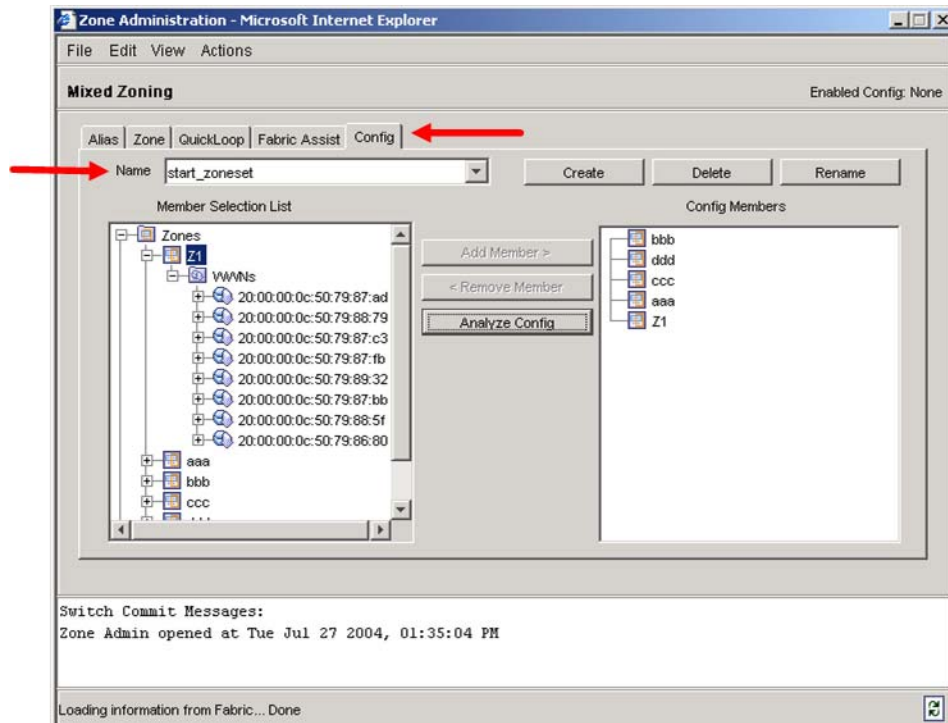 Zone Administration - Microsoft Internet Explorer
File Edit View Actions
Mixed Zoning
Enabled Config: None
Alias Zone QuickLoop Fabric Assist Config
Name start_zoneset Create Delete Rename
Member Selection List
Config Members
Zones
Z1
WWNs
20:00:00:0c:50:79:87:ad
20:00:00:0c:50:79:88:79
20:00:00:0c:50:79:87:c3
20:00:00:0c:50:79:87:fb
20:00:00:0c:50:79:89:32
20:00:00:0c:50:79:87:bb
20:00:00:0c:50:79:88:5f
20:00:00:0c:50:79:86:80
aaa
bbb
ccc
Add Member >
< Remove Member
Analyze Config
bbb
ddd
ccc
aaa
Z1
Switch Commit Messages:
Zone Admin opened at Tue Jul 27 2004, 01:35:04 PM
Loading information from Fabric... Done